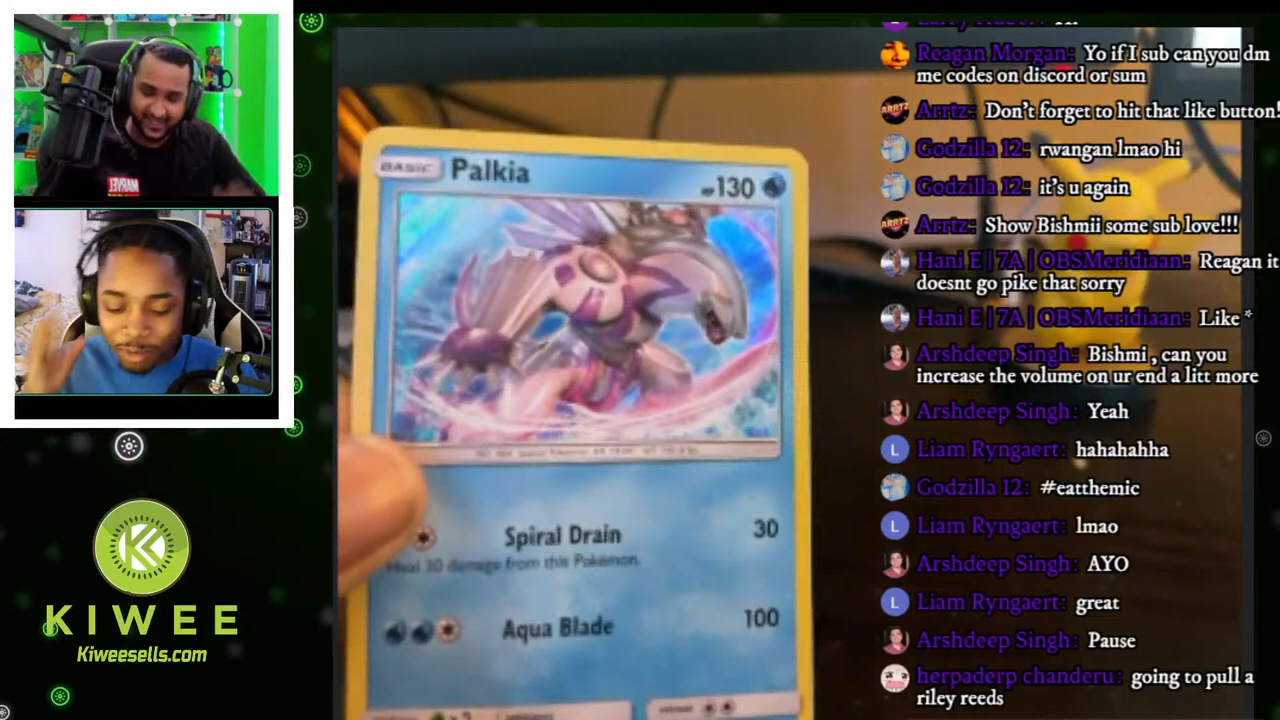 MARVEL
KIWEE
Kiweesells.com
BASIC Palkia HP 130
Spiral Drain 30
Heal 30 damage from this Pokémon.
Aqua Blade 100
Reagan Morgan: Yo if I sub can you dm
me codes on discord or sum
Arrtz: Don't forget to hit that like button!
Godzilla 12: rwangan lmao hi
Godzilla 12: it's u again
Arrtz: Show Bishmii some sub love!!!
Hani E | 7A | OBSMeridiaan: Reagan it
doesnt go pike that sorry
Hani E | 7A | OBSMeridiaan: Like*
Arshdeep Singh: Bishmi , can you
increase the volume on ur end a litt more
Arshdeep Singh: Yeah
L Liam Ryngaert: hahahahha
Godzilla 12: #eatthemic
L Liam Ryngaert: lmao
Arshdeep Singh: AYO
L Liam Ryngaert: great
Arshdeep Singh: Pause
herpaderp chanderu: going to pull a
riley reeds